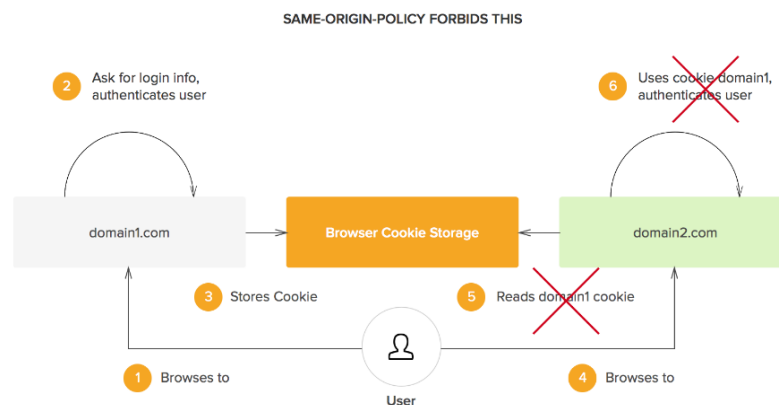 SAME-ORIGIN-POLICY FORBIDS THIS
2 Ask for login info,
authenticates user
6 Uses cookie domain1,
authenticates user
domain1.com
Browser Cookie Storage
domain2.com
3 Stores Cookie
5 Reads domain1 cookie
1 Browses to
4 Browses to
User